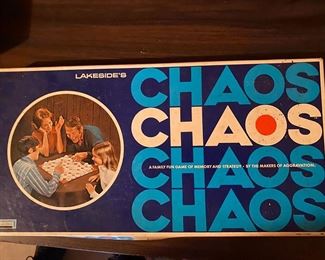 LAKESIDE'S
CHAOS
CHAOS
A FAMILY FUN GAME OF MEMORY AND STRATEGY • BY THE MAKERS OF AGGRAVATION.
CHAOS
CHAOS